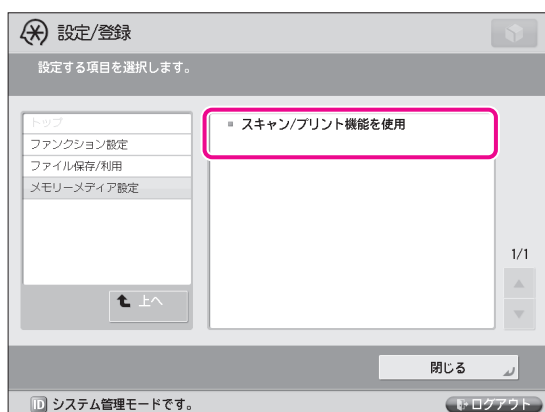 設定/登録
設定する項目を選択します。
トップ
ファンクション設定
ファイル保存/利用
メモリーメディア設定
上へ
スキャン/プリント機能を使用
1/1
閉じる
ID システム管理モードです。
ログアウト